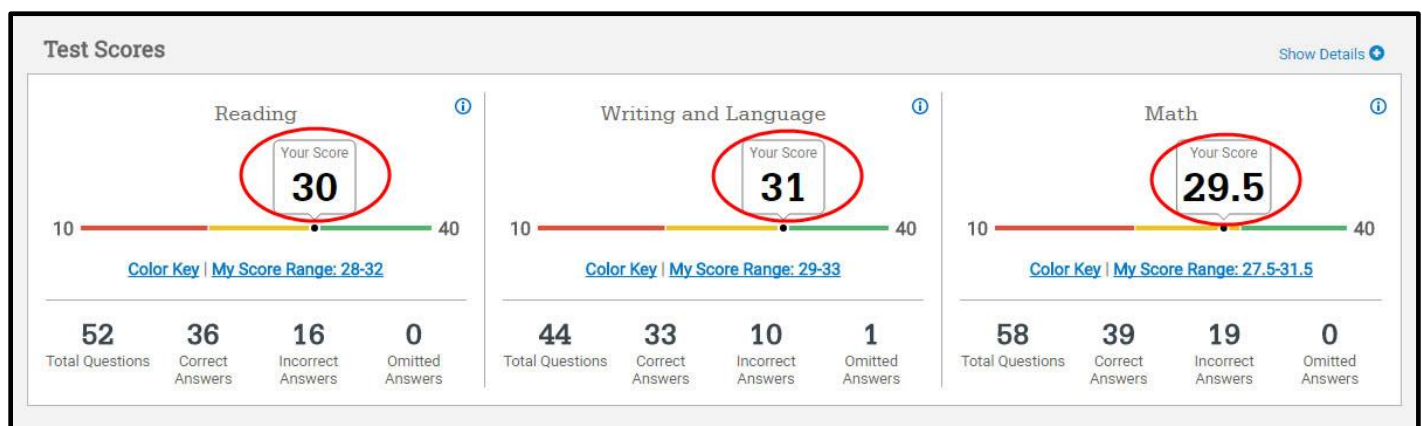 Test Scores
Show Details
Reading
Your Score
30
10
40
Color Key | My Score Range: 28-32
52 36 16 0
Total Questions Correct Incorrect Omitted
Answers Answers Answers
Writing and Language
Your Score
31
10
40
Color Key | My Score Range: 29-33
44 33 10 1
Total Questions Correct Incorrect Omitted
Answers Answers Answers
Math
Your Score
29.5
10
40
Color Key | My Score Range: 27.5-31.5
58 39 19 0
Total Questions Correct Incorrect Omitted
Answers Answers Answers